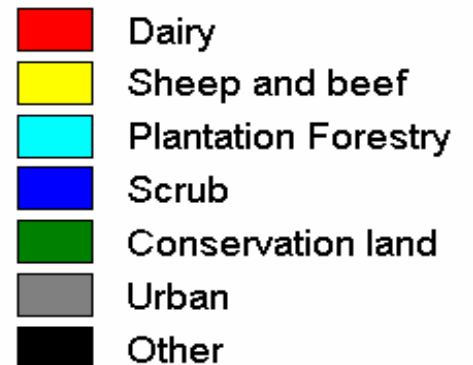 Dairy
Sheep and beef
Plantation Forestry
Scrub
Conservation land
Urban
Other